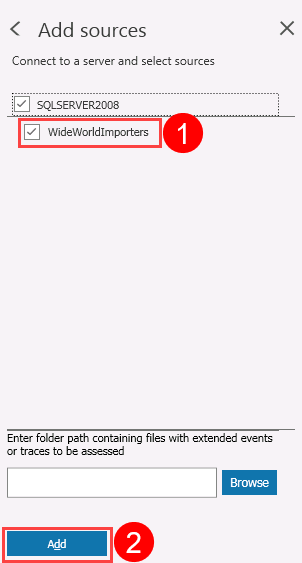 Add sources
Connect to a server and select sources
SQLSERVER2008
WideWorldImporters
1
Enter folder path containing files with extended events
or traces to be assessed
Browse
Add
2